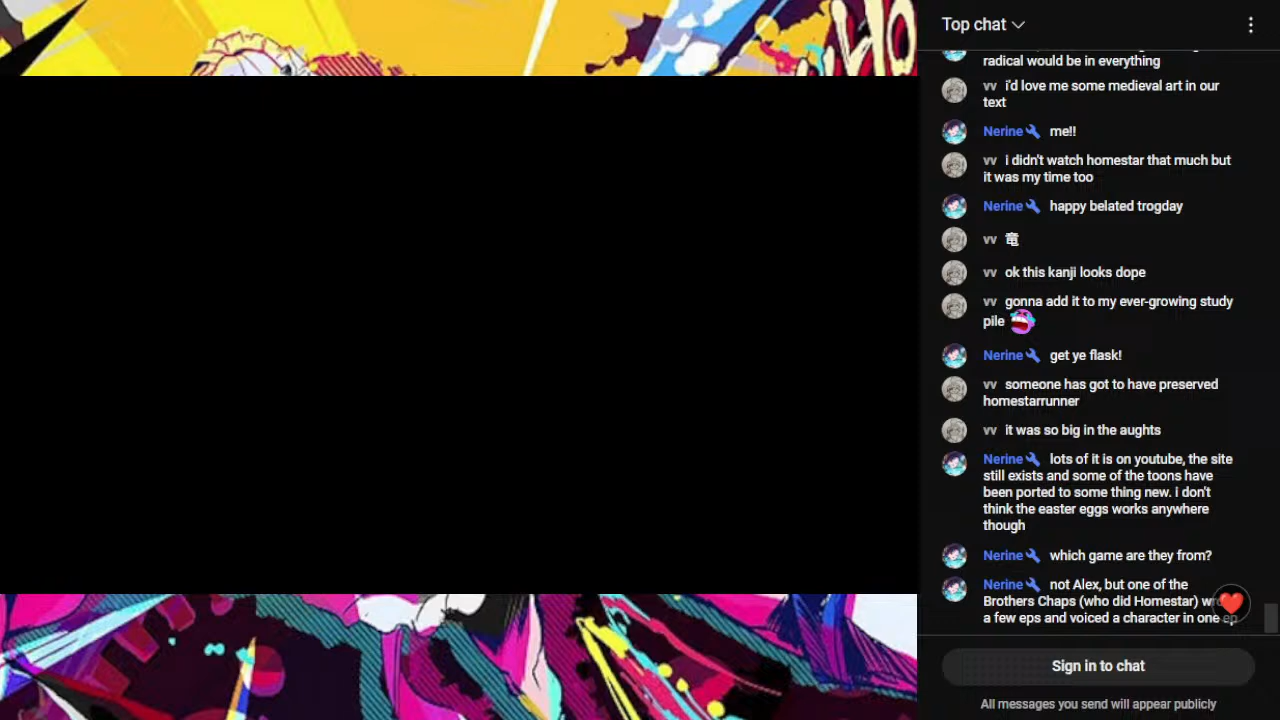 Top chat
radical would be in everything
vv i'd love me some medieval art in our
text
Nerine me!!
vv i didn't watch homestar that much but
it was my time too
Nerine happy belated trogday
vv 竜
vv ok this kanji looks dope
vv gonna add it to my ever-growing study
pile
Nerine get ye flask!
vv someone has got to have preserved
homestarrunner
vv it was so big in the aughts
Nerine lots of it is on youtube, the site
still exists and some of the toons have
been ported to some thing new. i don't
think the easter eggs works anywhere
though
Nerine which game are they from?
Nerine not Alex, but one of the
Brothers Chaps (who did Homestar)
a few eps and voiced a character in one ep
Sign in to chat
All messages you send will appear publicly